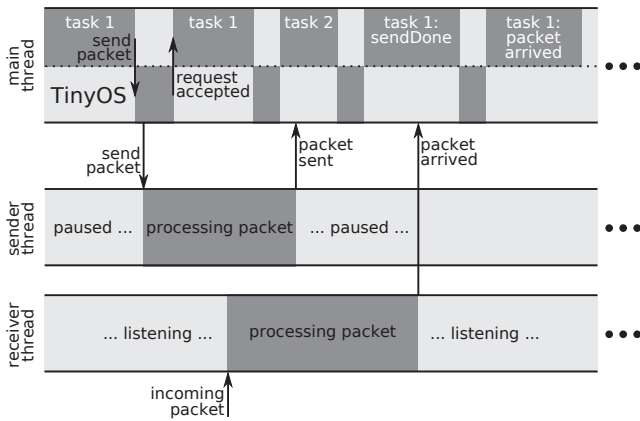 task 1
task 1
task 2
task 1:
sendDone
task 1:
packet
arrived
send
packet
request
accepted
main
thread
TinyOS
send
packet
packet
sent
packet
arrived
sender
thread
paused ...
processing packet
... paused ...
receiver
thread
... listening ...
processing packet
... listening ...
incoming
packet